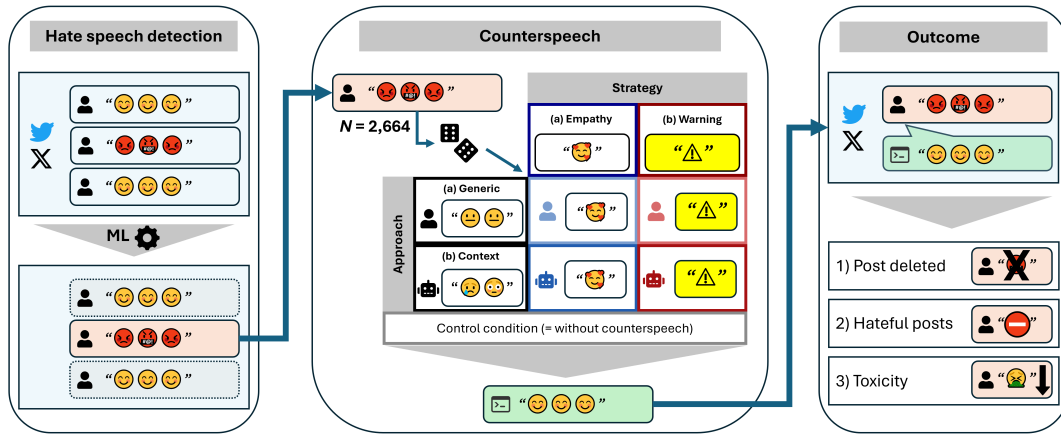 Hate speech detection
“ ”
“ ”
“ ”
ML
“ ”
“ ”
“ ”
Counterspeech
“ ”
N = 2,664
Strategy
(a) Empathy
(b) Warning
“ ”
“ ”
Approach
(a) Generic
“ ”
“ ”
“ ”
(b) Context
“ ”
“ ”
“ ”
Control condition (= without counterspeech)
“ ”
Outcome
“ ”
“ ”
1) Post deleted
“ ”
2) Hateful posts
“ ”
3) Toxicity
“ ”